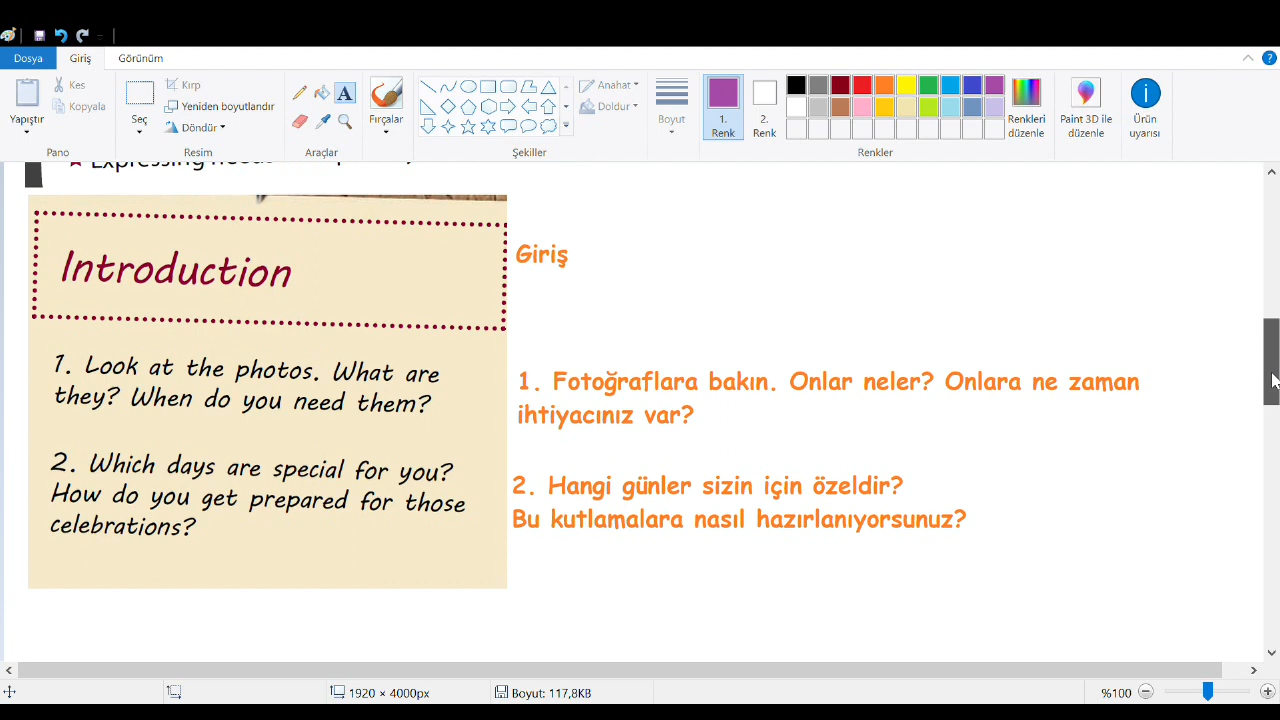 Dosya Giriş Görünüm
Yapıştır
Kes
Kopyala
Pano
Seç
Kırp
Yeniden boyutlandır
Döndür
Resim
A
Araçlar
Fırçalar
Anahat
Doldur
Şekiller
Boyut
1. Renk
2. Renk
Renkleri düzenle
Renkler
Paint 3D ile düzenle
Ürün uyarısı
Expressing needs
Introduction
Giriş
1. Look at the photos. What are
they? When do you need them?
1. Fotoğraflara bakın. Onlar neler? Onlara ne zaman
ihtiyacınız var?
2. Which days are special for you?
How do you get prepared for those
celebrations?
2. Hangi günler sizin için özeldir?
Bu kutlamalara nasıl hazırlanıyorsunuz?
1920 × 4000px
Boyut: 117,8KB
%100